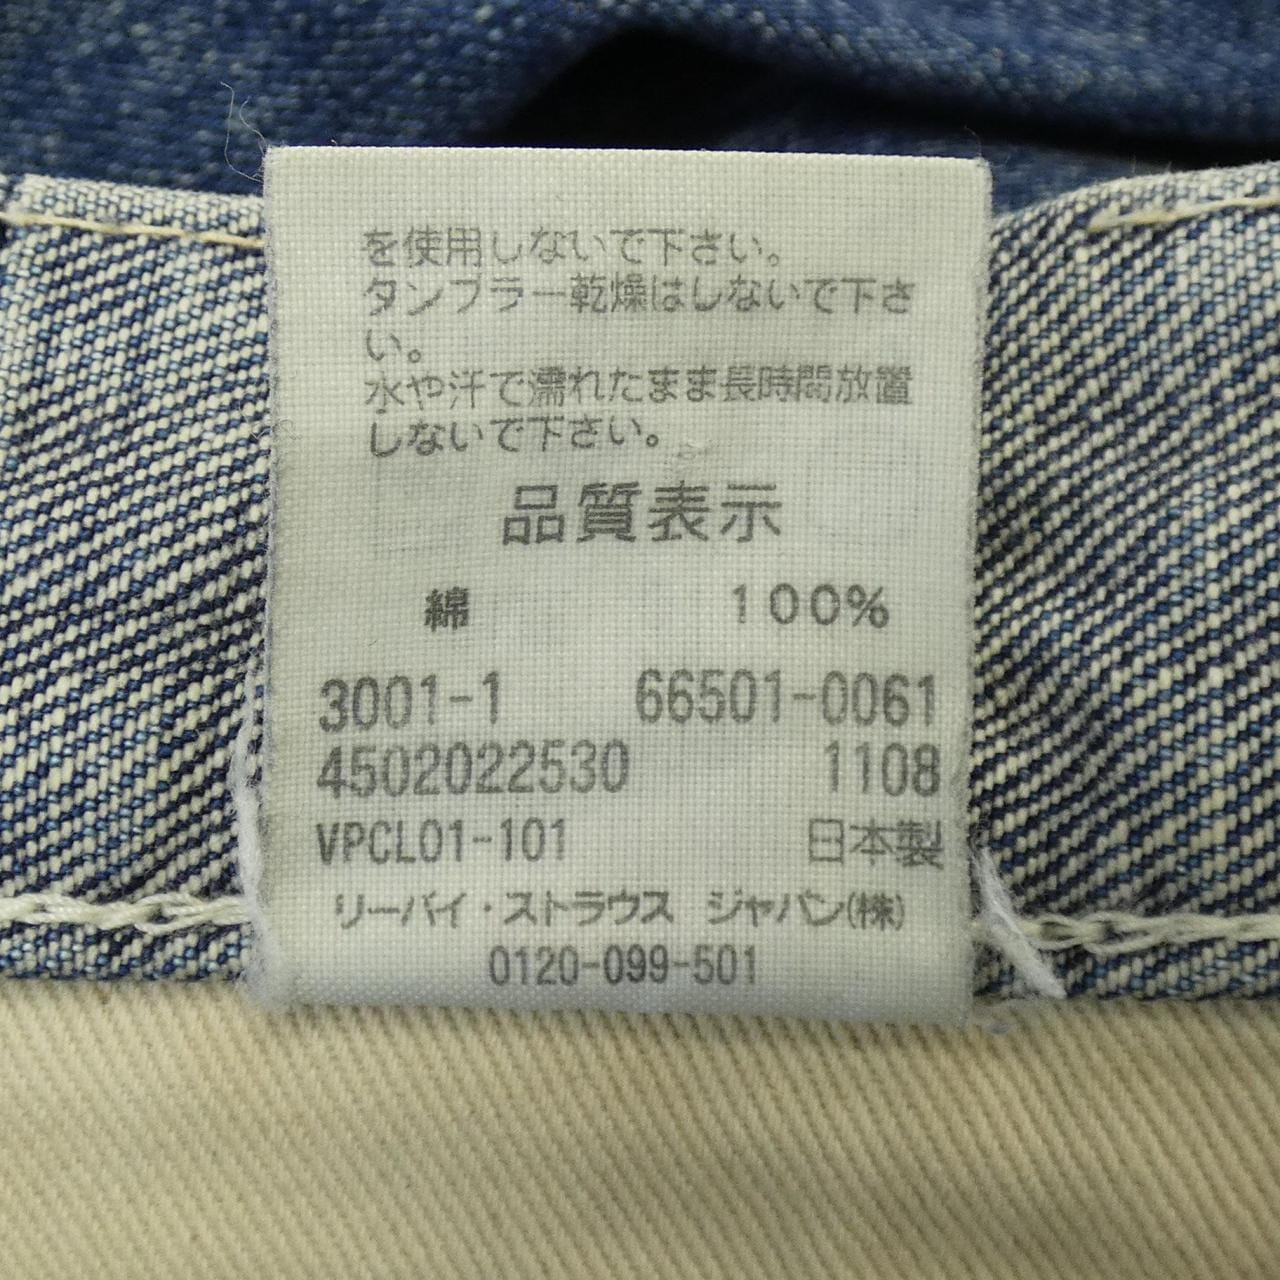 を使用しないで下さい。
タンブラー乾燥はしないで下さ
い。
水や汗で濡れたまま長時間放置
しないで下さい。
品質表示
綿 100%
3001-1 66501-0061
4502022530 1108
VPCL01-101 日本製
リーバイ・ストラウス ジャパン(株)
0120-099-501